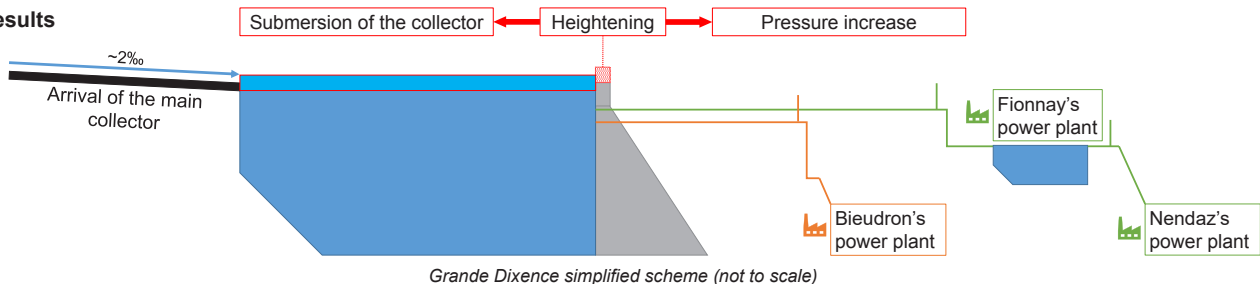 esults
Submersion of the collector
Heightening
Pressure increase
~2‰
Arrival of the main
collector
Fionnay's
power plant
Bieudron's
power plant
Nendaz's
power plant
Grande Dixence simplified scheme (not to scale)